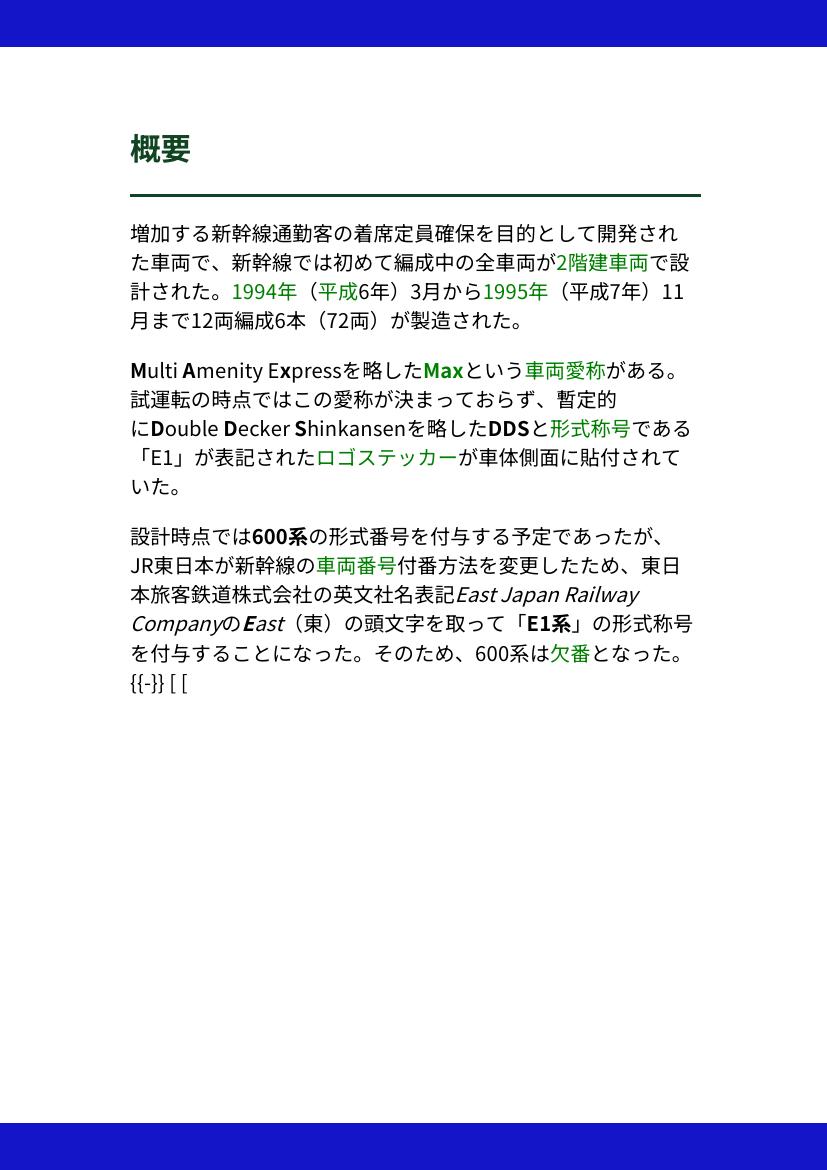 概要
増加する新幹線通勤客の着席定員確保を目的として開発され
た車両で、新幹線では初めて編成中の全車両が2階建車両で設
計された。1994年（平成6年）3月から1995年（平成7年）11
月まで12両編成6本（72両）が製造された。
Multi Amenity Expressを略したMaxという車両愛称がある。
試運転の時点ではこの愛称が決まっておらず、暫定的
にDouble Decker Shinkansenを略したDDSと形式称号である
「E1」が表記されたロゴステッカーが車体側面に貼付されて
いた。
設計時点では600系の形式番号を付与する予定であったが、
JR東日本が新幹線の車両番号付番方法を変更したため、東日
本旅客鉄道株式会社の英文社名表記East Japan Railway
CompanyのEast（東）の頭文字を取って「E1系」の形式称号
を付与することになった。そのため、600系は欠番となった。
{{-}} [ [